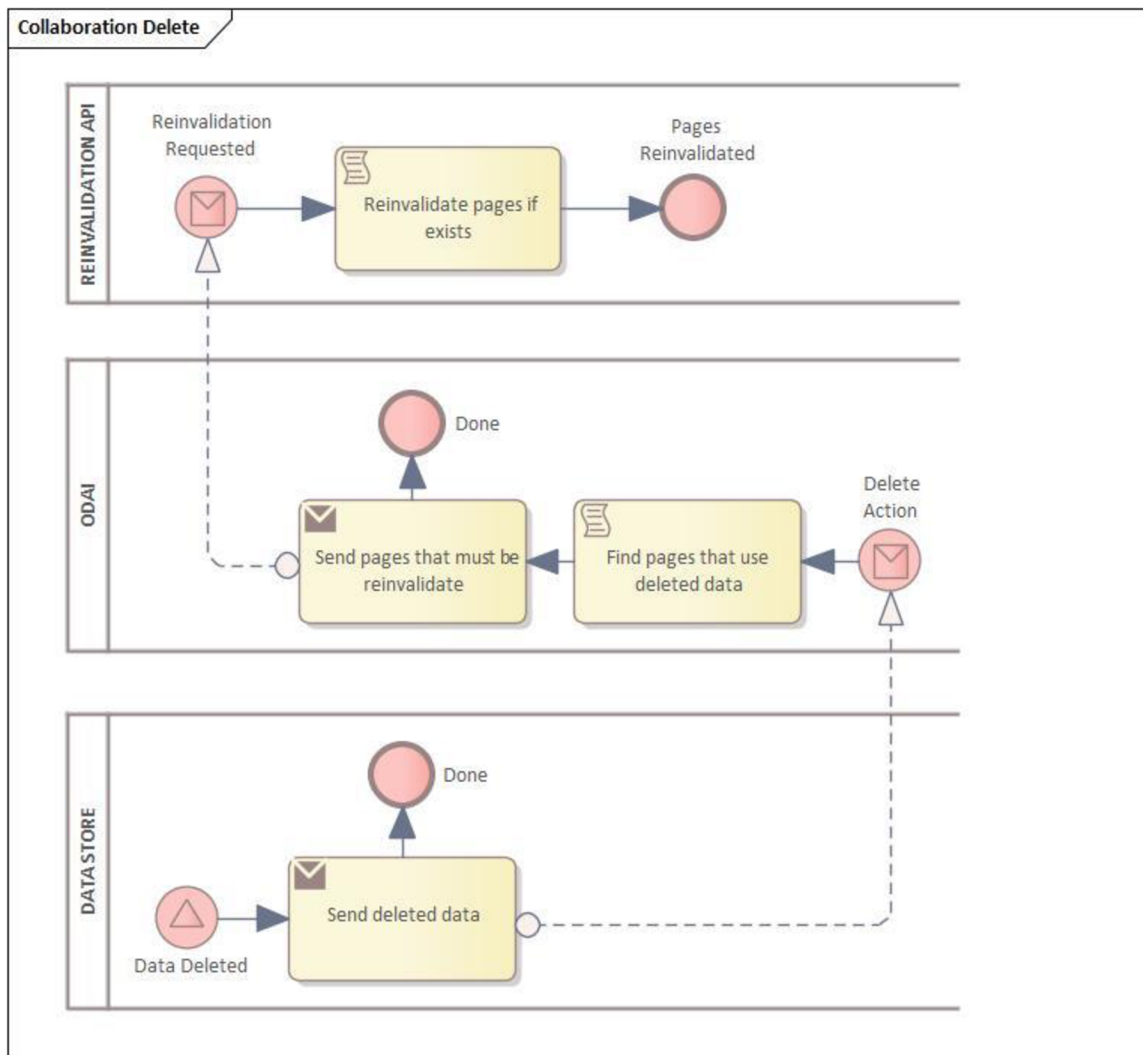 Collaboration Delete
REINVALIDATION API
Reinvalidation
Requested
Reinvalidate pages if
exists
Pages
Reinvalidated
ODAI
Done
Send pages that must be
reinvalidate
Find pages that use
deleted data
Delete
Action
DATA STORE
Done
Send deleted data
Data Deleted